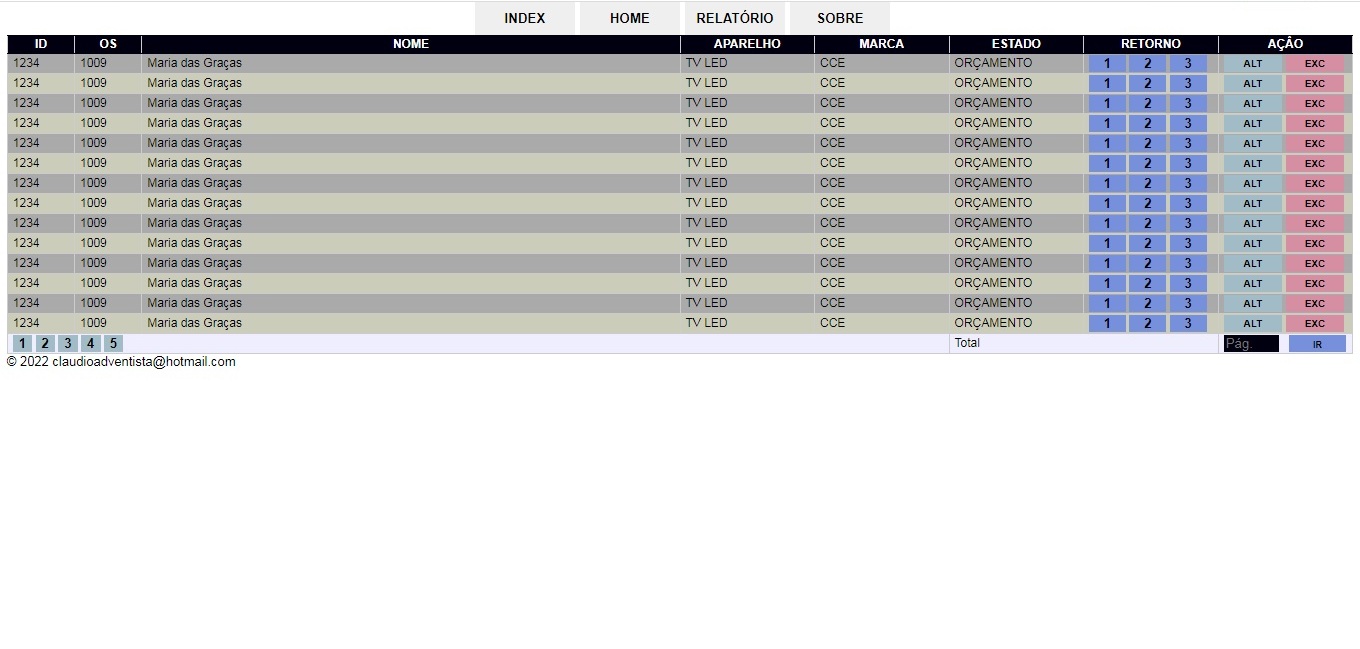 INDEX HOME RELATÓRIO SOBRE
ID OS NOME APARELHO MARCA ESTADO RETORNO AÇÂO
1234 1009 Maria das Graças TV LED CCE ORÇAMENTO 1 2 3 ALT EXC
1234 1009 Maria das Graças TV LED CCE ORÇAMENTO 1 2 3 ALT EXC
1234 1009 Maria das Graças TV LED CCE ORÇAMENTO 1 2 3 ALT EXC
1234 1009 Maria das Graças TV LED CCE ORÇAMENTO 1 2 3 ALT EXC
1234 1009 Maria das Graças TV LED CCE ORÇAMENTO 1 2 3 ALT EXC
1234 1009 Maria das Graças TV LED CCE ORÇAMENTO 1 2 3 ALT EXC
1234 1009 Maria das Graças TV LED CCE ORÇAMENTO 1 2 3 ALT EXC
1234 1009 Maria das Graças TV LED CCE ORÇAMENTO 1 2 3 ALT EXC
1234 1009 Maria das Graças TV LED CCE ORÇAMENTO 1 2 3 ALT EXC
1234 1009 Maria das Graças TV LED CCE ORÇAMENTO 1 2 3 ALT EXC
1234 1009 Maria das Graças TV LED CCE ORÇAMENTO 1 2 3 ALT EXC
1234 1009 Maria das Graças TV LED CCE ORÇAMENTO 1 2 3 ALT EXC
1234 1009 Maria das Graças TV LED CCE ORÇAMENTO 1 2 3 ALT EXC
1234 1009 Maria das Graças TV LED CCE ORÇAMENTO 1 2 3 ALT EXC
1 2 3 4 5 Total Pág. IR
© 2022 claudioadventista@hotmail.com